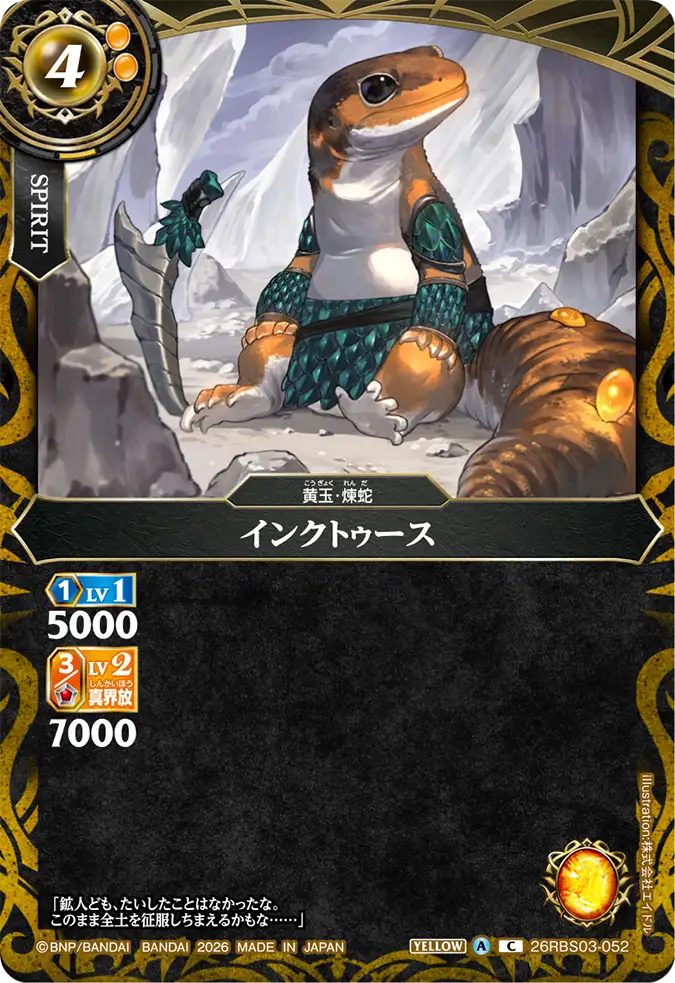 4
SPIRIT
こうぎょく れんだ
黄玉・煉蛇
インクトゥース
1 LV1
5000
3 LV2
しんかいほう
真界放
7000
「鉱人ども、たいしたことはなかったな。
このまま全土を征服しちまえるかもな……」
illustration:株式会社エイドル
©BNP/BANDAI BANDAI 2026 MADE IN JAPAN
YELLOW A C 26RBS03-052